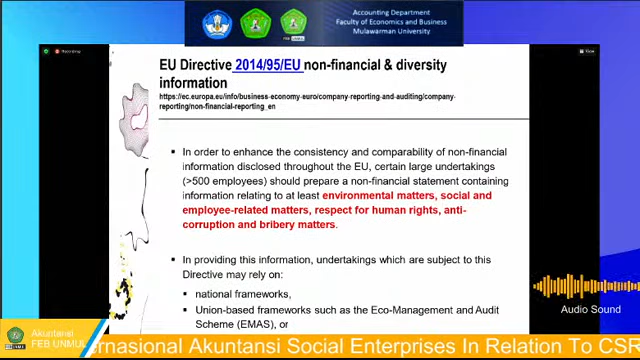 Accounting Department
Faculty of Economics and Business
Mulawarman University
FEB UNMUL
Recording
View
EU Directive 2014/95/EU non-financial & diversity
information
https://ec.europa.eu/info/business-economy-euro/company-reporting-and-auditing/company-
reporting/non-financial-reporting_en
▪ In order to enhance the consistency and comparability of non-financial
information disclosed throughout the EU, certain large undertakings
(>500 employees) should prepare a non-financial statement containing
information relating to at least environmental matters, social and
employee-related matters, respect for human rights, anti-
corruption and bribery matters.
▪ In providing this information, undertakings which are subject to this
Directive may rely on:
▪ national frameworks,
▪ Union-based frameworks such as the Eco-Management and Audit
Scheme (EMAS), or
Audio Sound
Akuntansi
FEB UNMUL
ernasional Akuntansi Social Enterprises In Relation To CSR